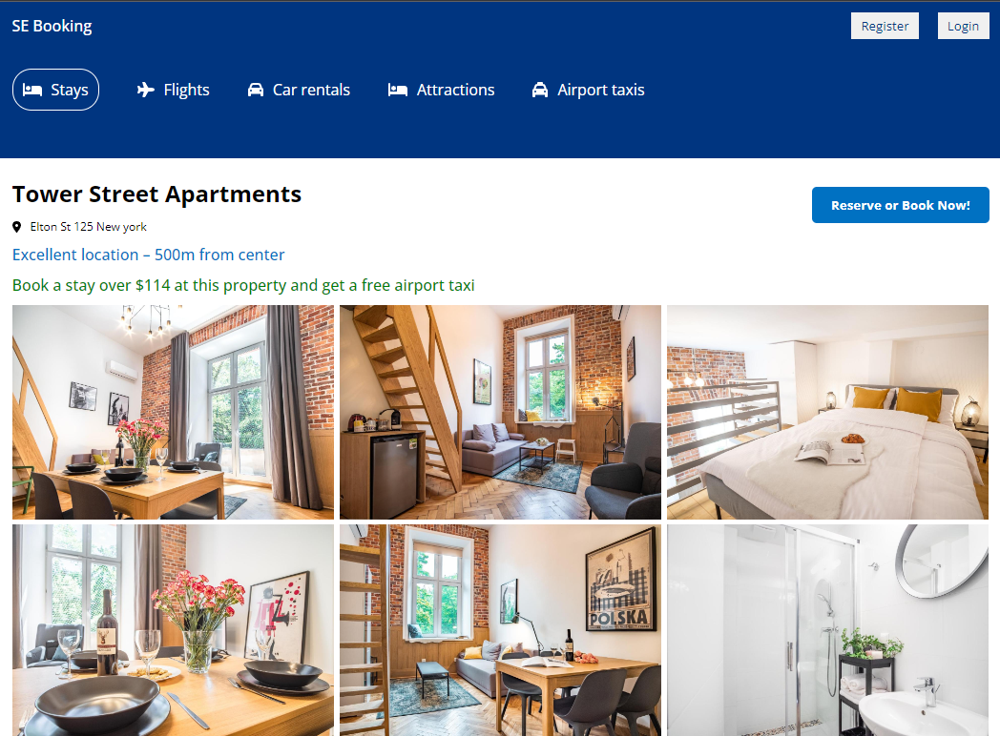 SE Booking
Register
Login
Stays
Flights
Car rentals
Attractions
Airport taxis
Tower Street Apartments
Reserve or Book Now!
Elton St 125 New york
Excellent location – 500m from center
Book a stay over $114 at this property and get a free airport taxi
POLSKA